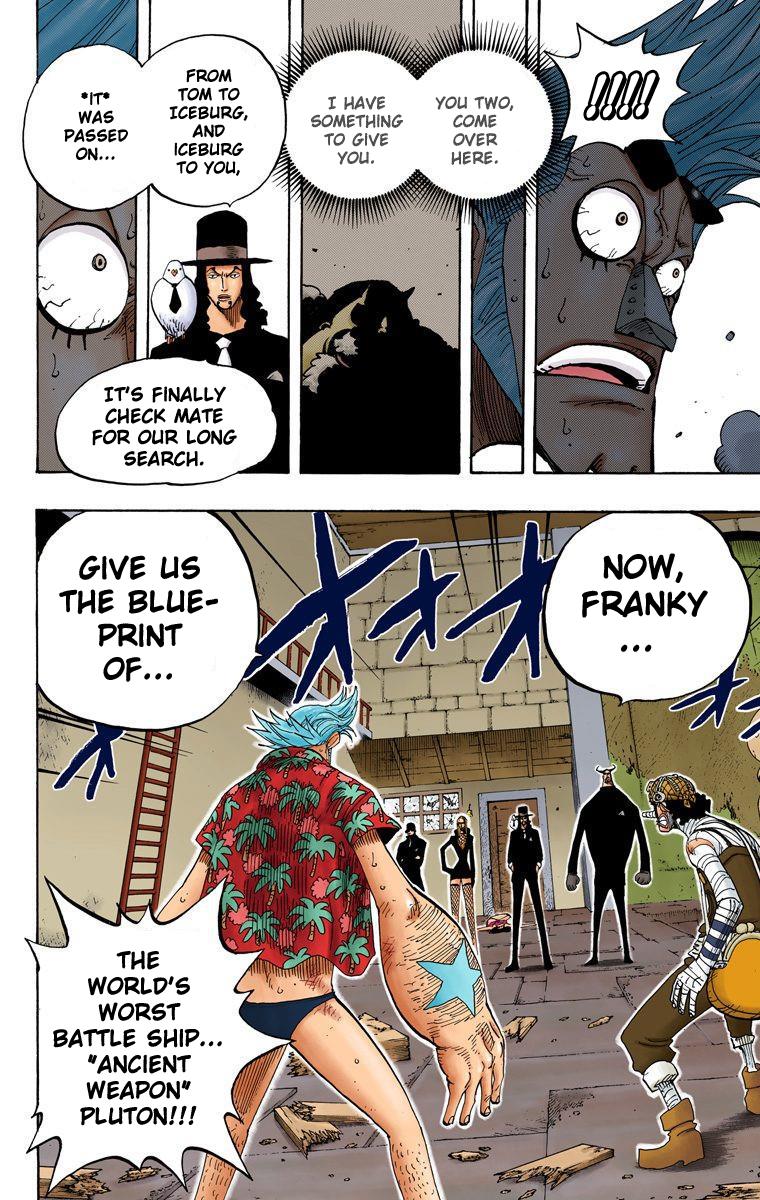 !!!!
YOU TWO,
COME
OVER
HERE.
I HAVE
SOMETHING
TO GIVE
YOU.
FROM
TOM TO
ICEBURG,
AND
ICEBURG
TO YOU,
*IT*
WAS
PASSED
ON...
IT'S FINALLY
CHECK MATE
FOR OUR LONG
SEARCH.
NOW,
FRANKY
...
GIVE US
THE BLUE-
PRINT
OF...
THE
WORLD'S
WORST
BATTLE SHIP...
"ANCIENT
WEAPON"
PLUTON!!!